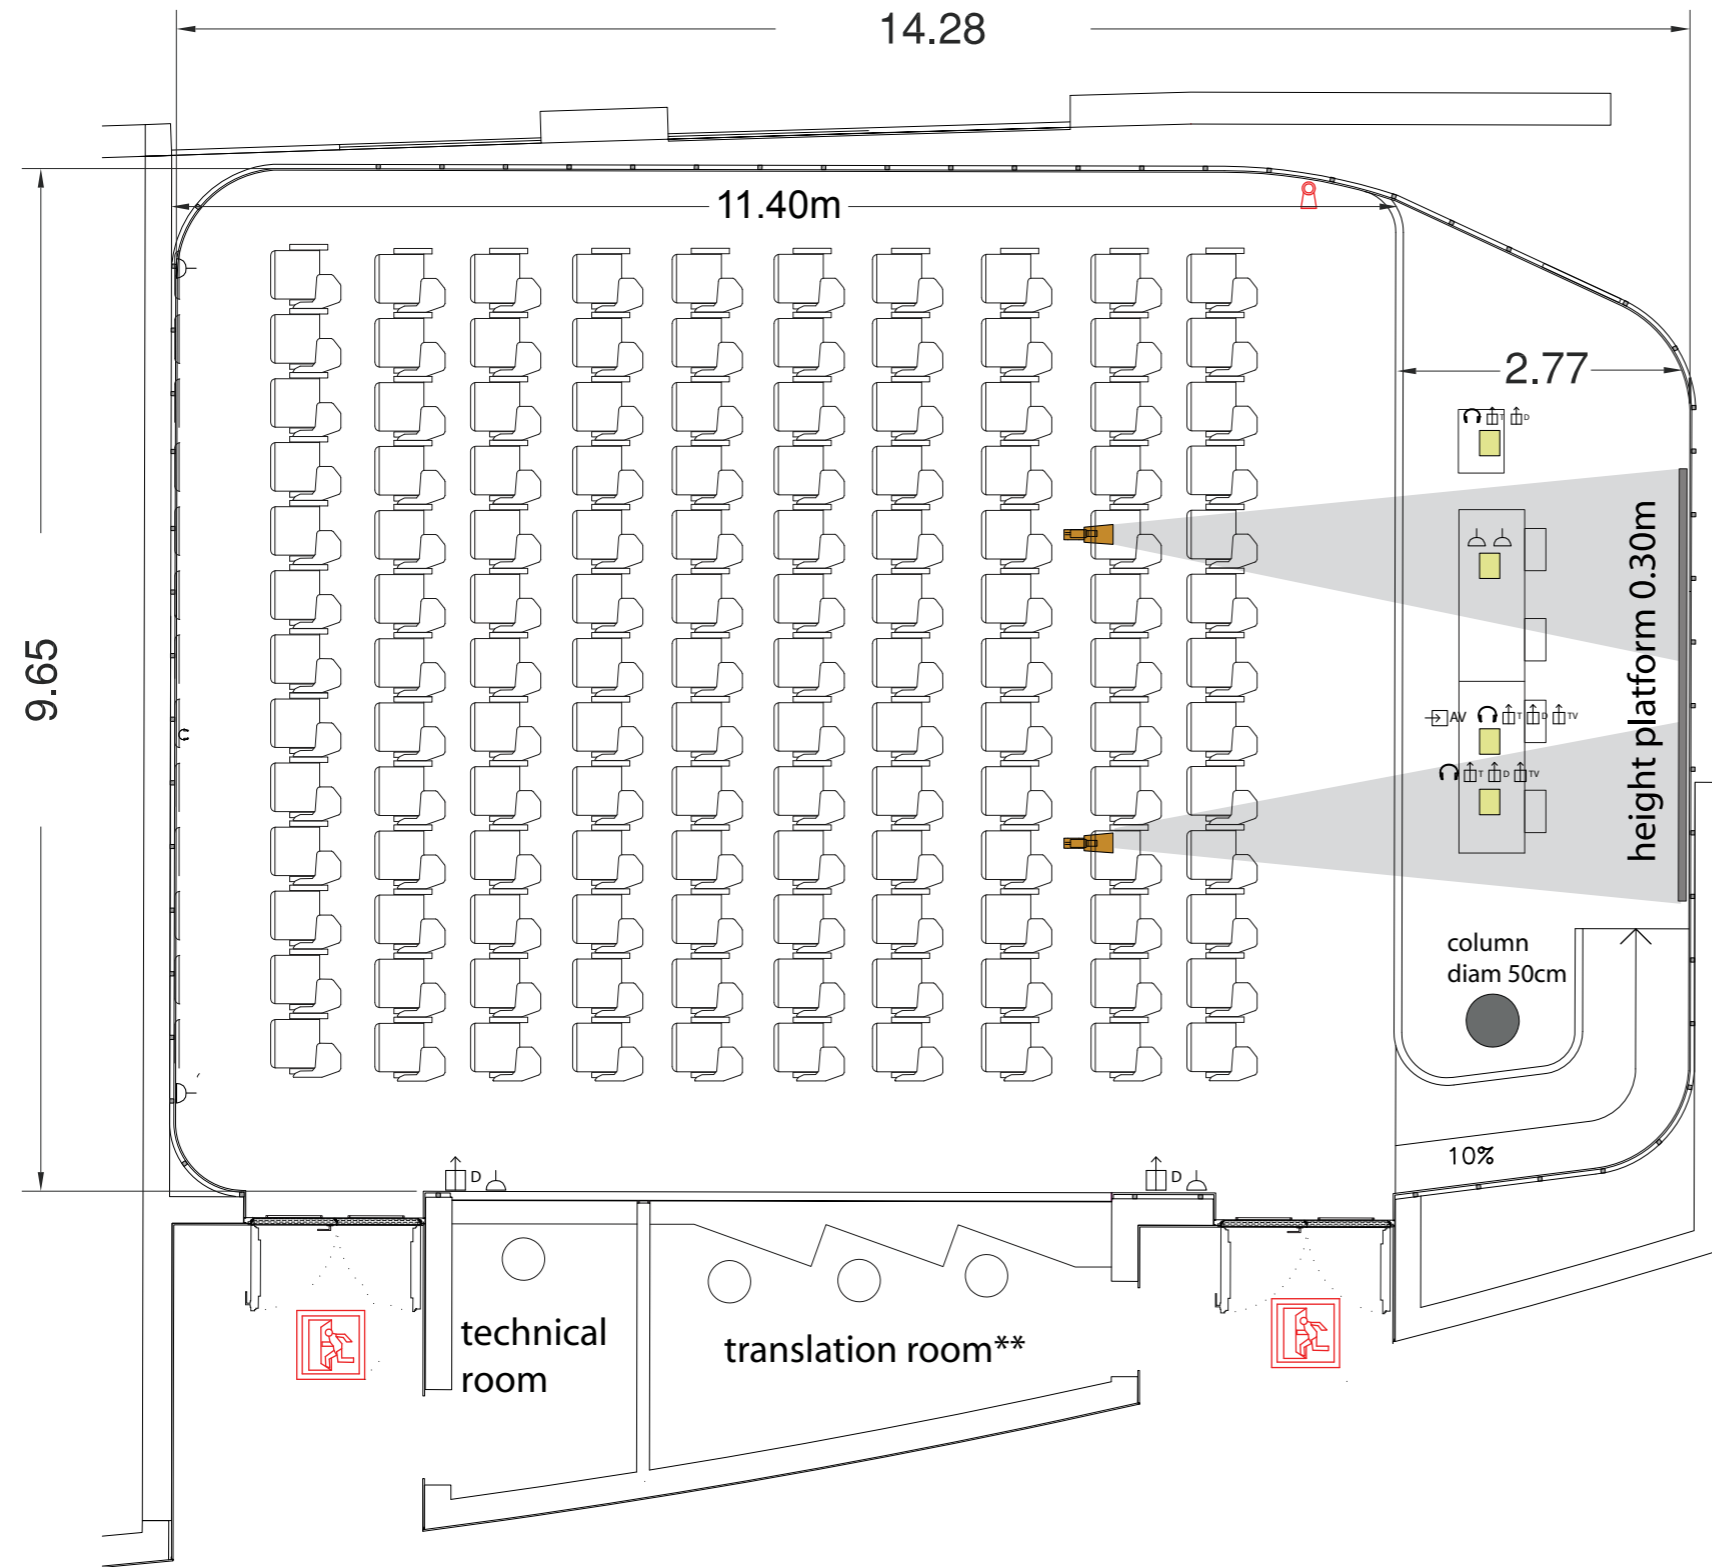 14.28
11.40m
9.65
2.77
T D
height platform 0.30m
AV T D TV
T D TV
column
diam 50cm
10%
D
D
technical
room
translation room**